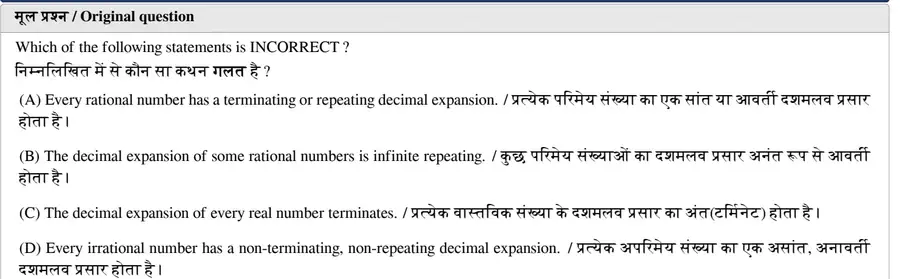 मूल प्रश्न / Original question
Which of the following statements is INCORRECT ?
निम्नलिखित में से कौन सा कथन गलत है ?
(A) Every rational number has a terminating or repeating decimal expansion. / प्रत्येक परिमेय संख्या का एक सांत या आवर्ती दशमलव प्रसार
होता है।
(B) The decimal expansion of some rational numbers is infinite repeating. / कुछ परिमेय संख्याओं का दशमलव प्रसार अनंत रूप से आवर्ती
होता है।
(C) The decimal expansion of every real number terminates. / प्रत्येक वास्तविक संख्या के दशमलव प्रसार का अंत(टर्मिनेट) होता है।
(D) Every irrational number has a non-terminating, non-repeating decimal expansion. / प्रत्येक अपरिमेय संख्या का एक असांत, अनावर्ती
दशमलव प्रसार होता है।